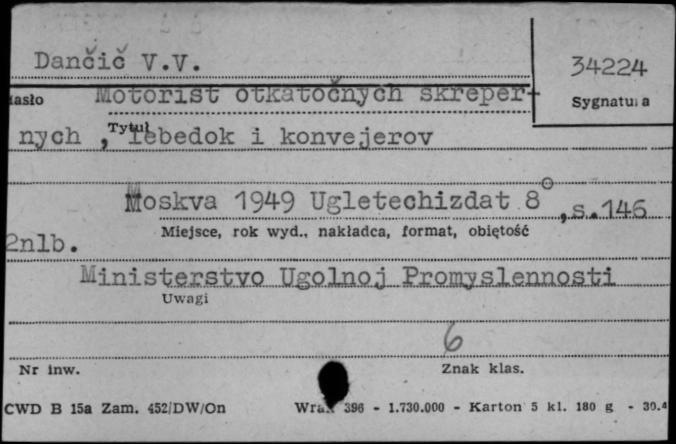 Dančič V.V.
34224
Hasło Motorist otkatočnych skreper-
Sygnatura
nych , Tytuł lebedok i konvejerov
Moskva 1949 Ugletechizdat 8° ,s.146
Miejsce, rok wyd., nakładca, format, objętość
2nlb.
Ministerstvo Ugolnoj Promyslennosti
Uwagi
6
Nr inw. Znak klas.
CWD B 15a Zam. 452/DW/On 396 - 1.730.000 - Karton 5 kl. 180 g - 30.4